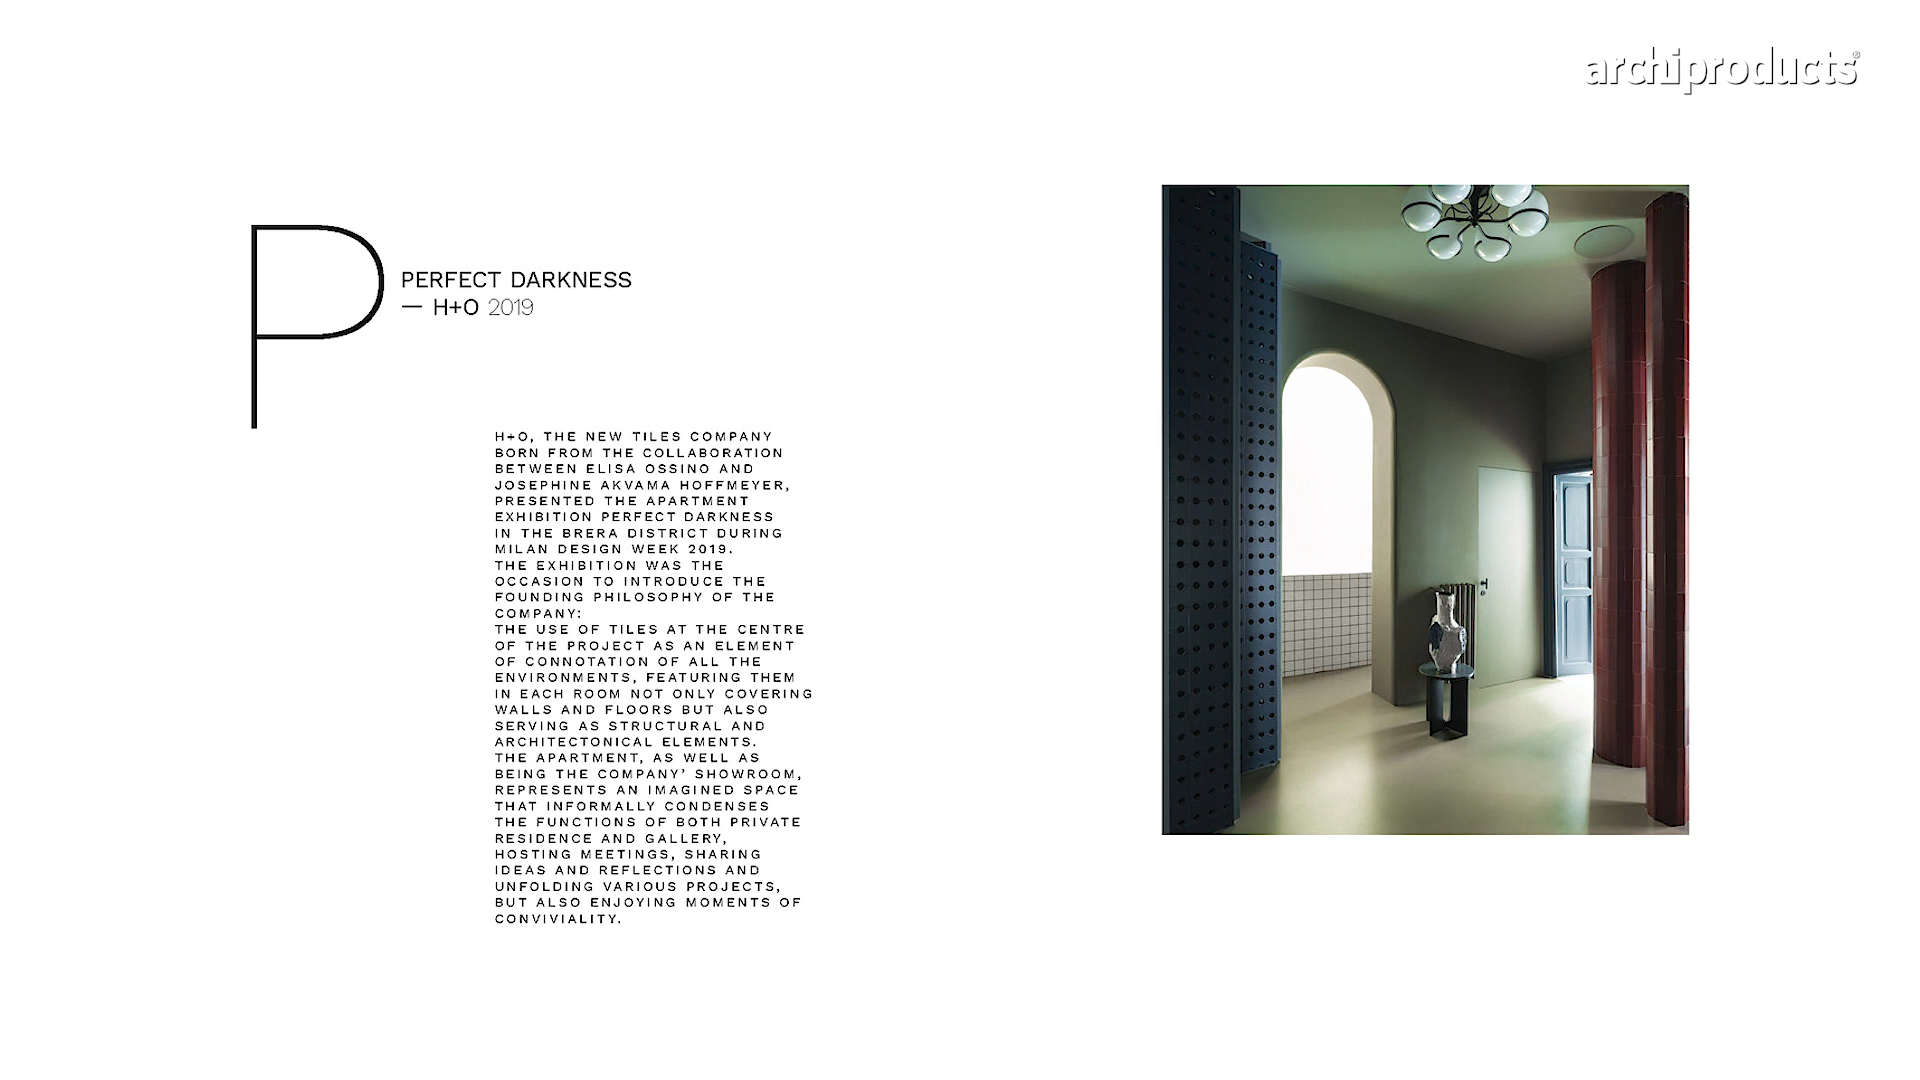 archiproducts®
P
PERFECT DARKNESS
— H+O 2019
H+O, THE NEW TILES COMPANY
BORN FROM THE COLLABORATION
BETWEEN ELISA OSSINO AND
JOSEPHINE AKVAMA HOFFMEYER,
PRESENTED THE APARTMENT
EXHIBITION PERFECT DARKNESS
IN THE BRERA DISTRICT DURING
MILAN DESIGN WEEK 2019.
THE EXHIBITION WAS THE
OCCASION TO INTRODUCE THE
FOUNDING PHILOSOPHY OF THE
COMPANY:
THE USE OF TILES AT THE CENTRE
OF THE PROJECT AS AN ELEMENT
OF CONNOTATION OF ALL THE
ENVIRONMENTS, FEATURING THEM
IN EACH ROOM NOT ONLY COVERING
WALLS AND FLOORS BUT ALSO
SERVING AS STRUCTURAL AND
ARCHITECTONICAL ELEMENTS.
THE APARTMENT, AS WELL AS
BEING THE COMPANY’ SHOWROOM,
REPRESENTS AN IMAGINED SPACE
THAT INFORMALLY CONDENSES
THE FUNCTIONS OF BOTH PRIVATE
RESIDENCE AND GALLERY,
HOSTING MEETINGS, SHARING
IDEAS AND REFLECTIONS AND
UNFOLDING VARIOUS PROJECTS,
BUT ALSO ENJOYING MOMENTS OF
CONVIVIALITY.